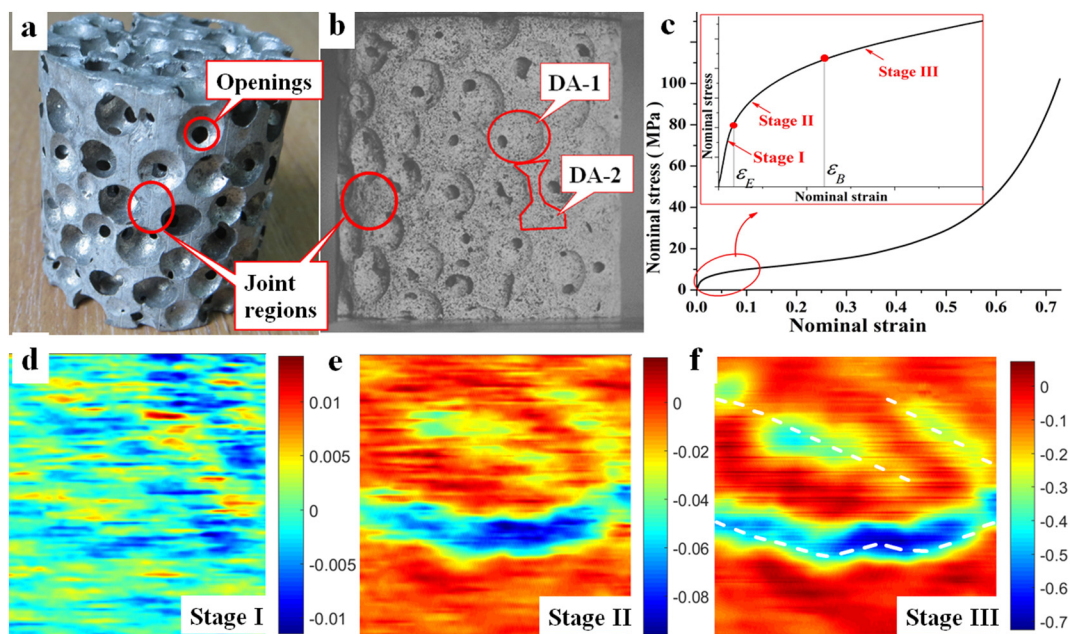 a
Openings
Joint
regions
b
DA-1
DA-2
c
Nominal stress ( MPa)
100
80
60
40
20
0
0.0 0.1 0.2 0.3 0.4 0.5 0.6 0.7
Nominal strain
Nominal stress
Stage I
Stage II
Stage III
εE
εB
Nominal strain
d
0.01
0.005
0
-0.005
-0.01
Stage I
e
0
-0.02
-0.04
-0.06
-0.08
Stage II
f
0
-0.1
-0.2
-0.3
-0.4
-0.5
-0.6
-0.7
Stage III